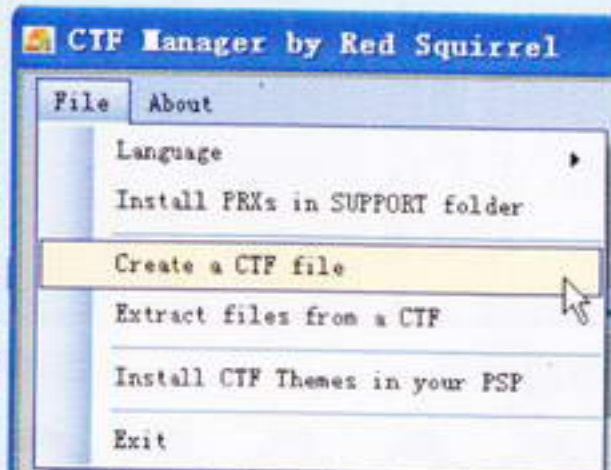 CTF Manager by Red Squirrel
File About
Language
Install PRXs in SUPPORT folder
Create a CTF file
Extract files from a CTF
Install CTF Themes in your PSP
Exit